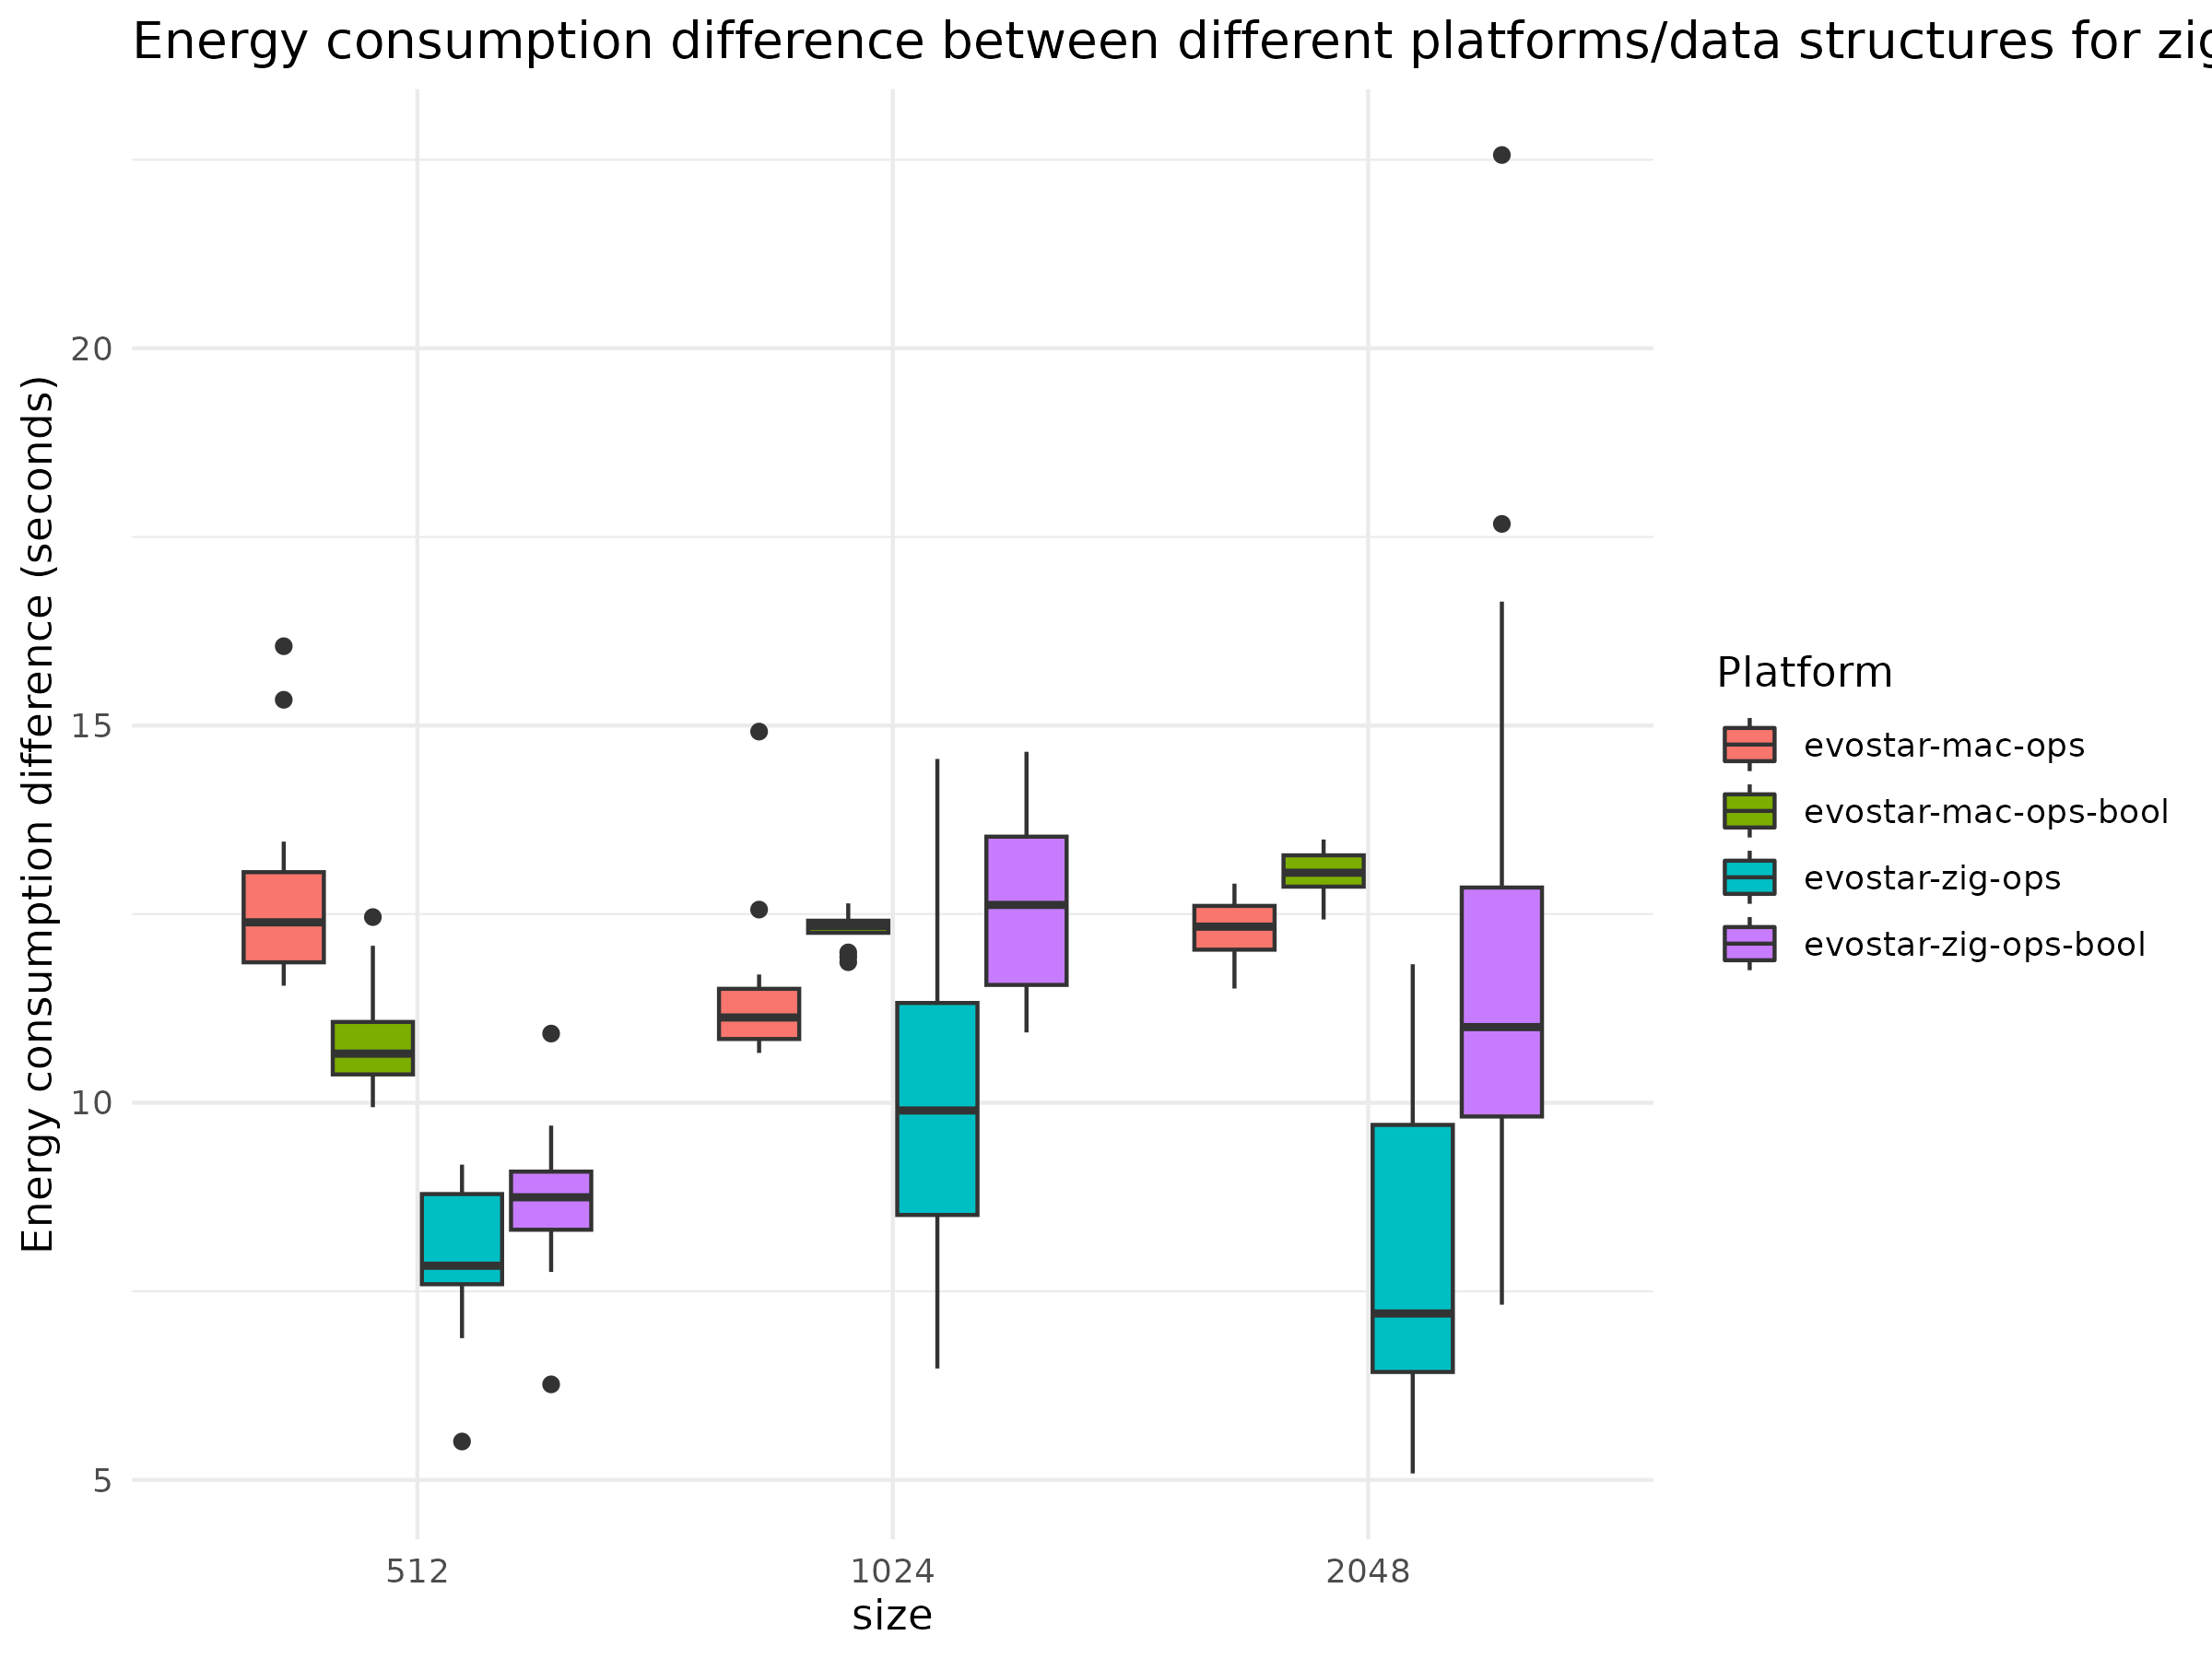 Energy consumption difference between different platforms/data structures for zig
Energy consumption difference (seconds)
20
15
10
5
512
1024
2048
size
Platform
evostar-mac-ops
evostar-mac-ops-bool
evostar-zig-ops
evostar-zig-ops-bool